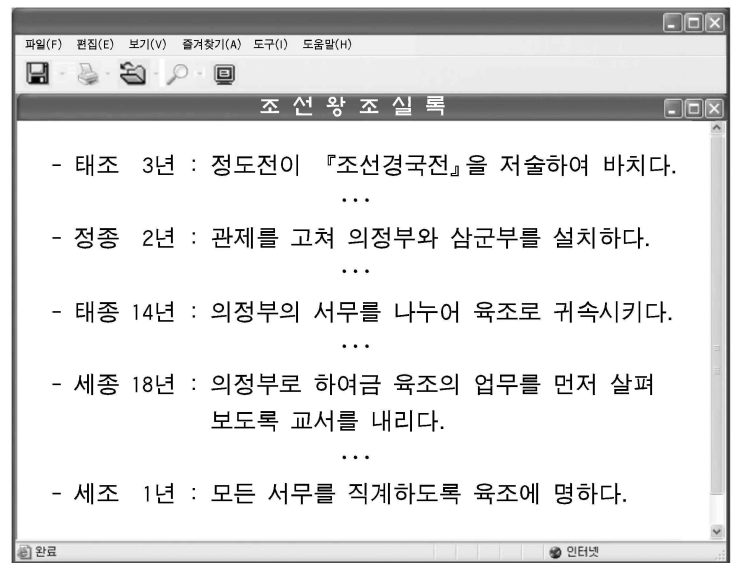 파일(F) 편집(E) 보기(V) 즐겨찾기(A) 도구(I) 도움말(H)
조 선 왕 조 실 록
- 태조 3년 : 정도전이 『조선경국전』을 저술하여 바치다.
...
- 정종 2년 : 관제를 고쳐 의정부와 삼군부를 설치하다.
...
- 태종 14년 : 의정부의 서무를 나누어 육조로 귀속시키다.
...
- 세종 18년 : 의정부로 하여금 육조의 업무를 먼저 살펴
보도록 교서를 내리다.
...
- 세조 1년 : 모든 서무를 직계하도록 육조에 명하다.
완료 인터넷